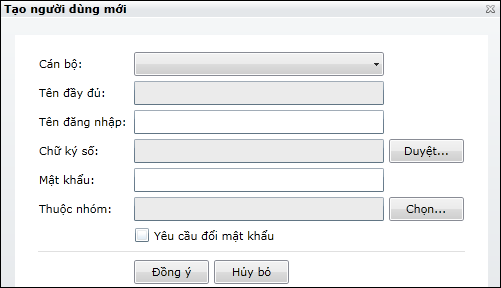 Tạo người dùng mới
Cán bộ:
Tên đầy đủ:
Tên đăng nhập:
Chữ ký số:
Duyệt...
Mật khẩu:
Thuộc nhóm:
Chọn...
Yêu cầu đổi mật khẩu
Đồng ý
Hủy bỏ